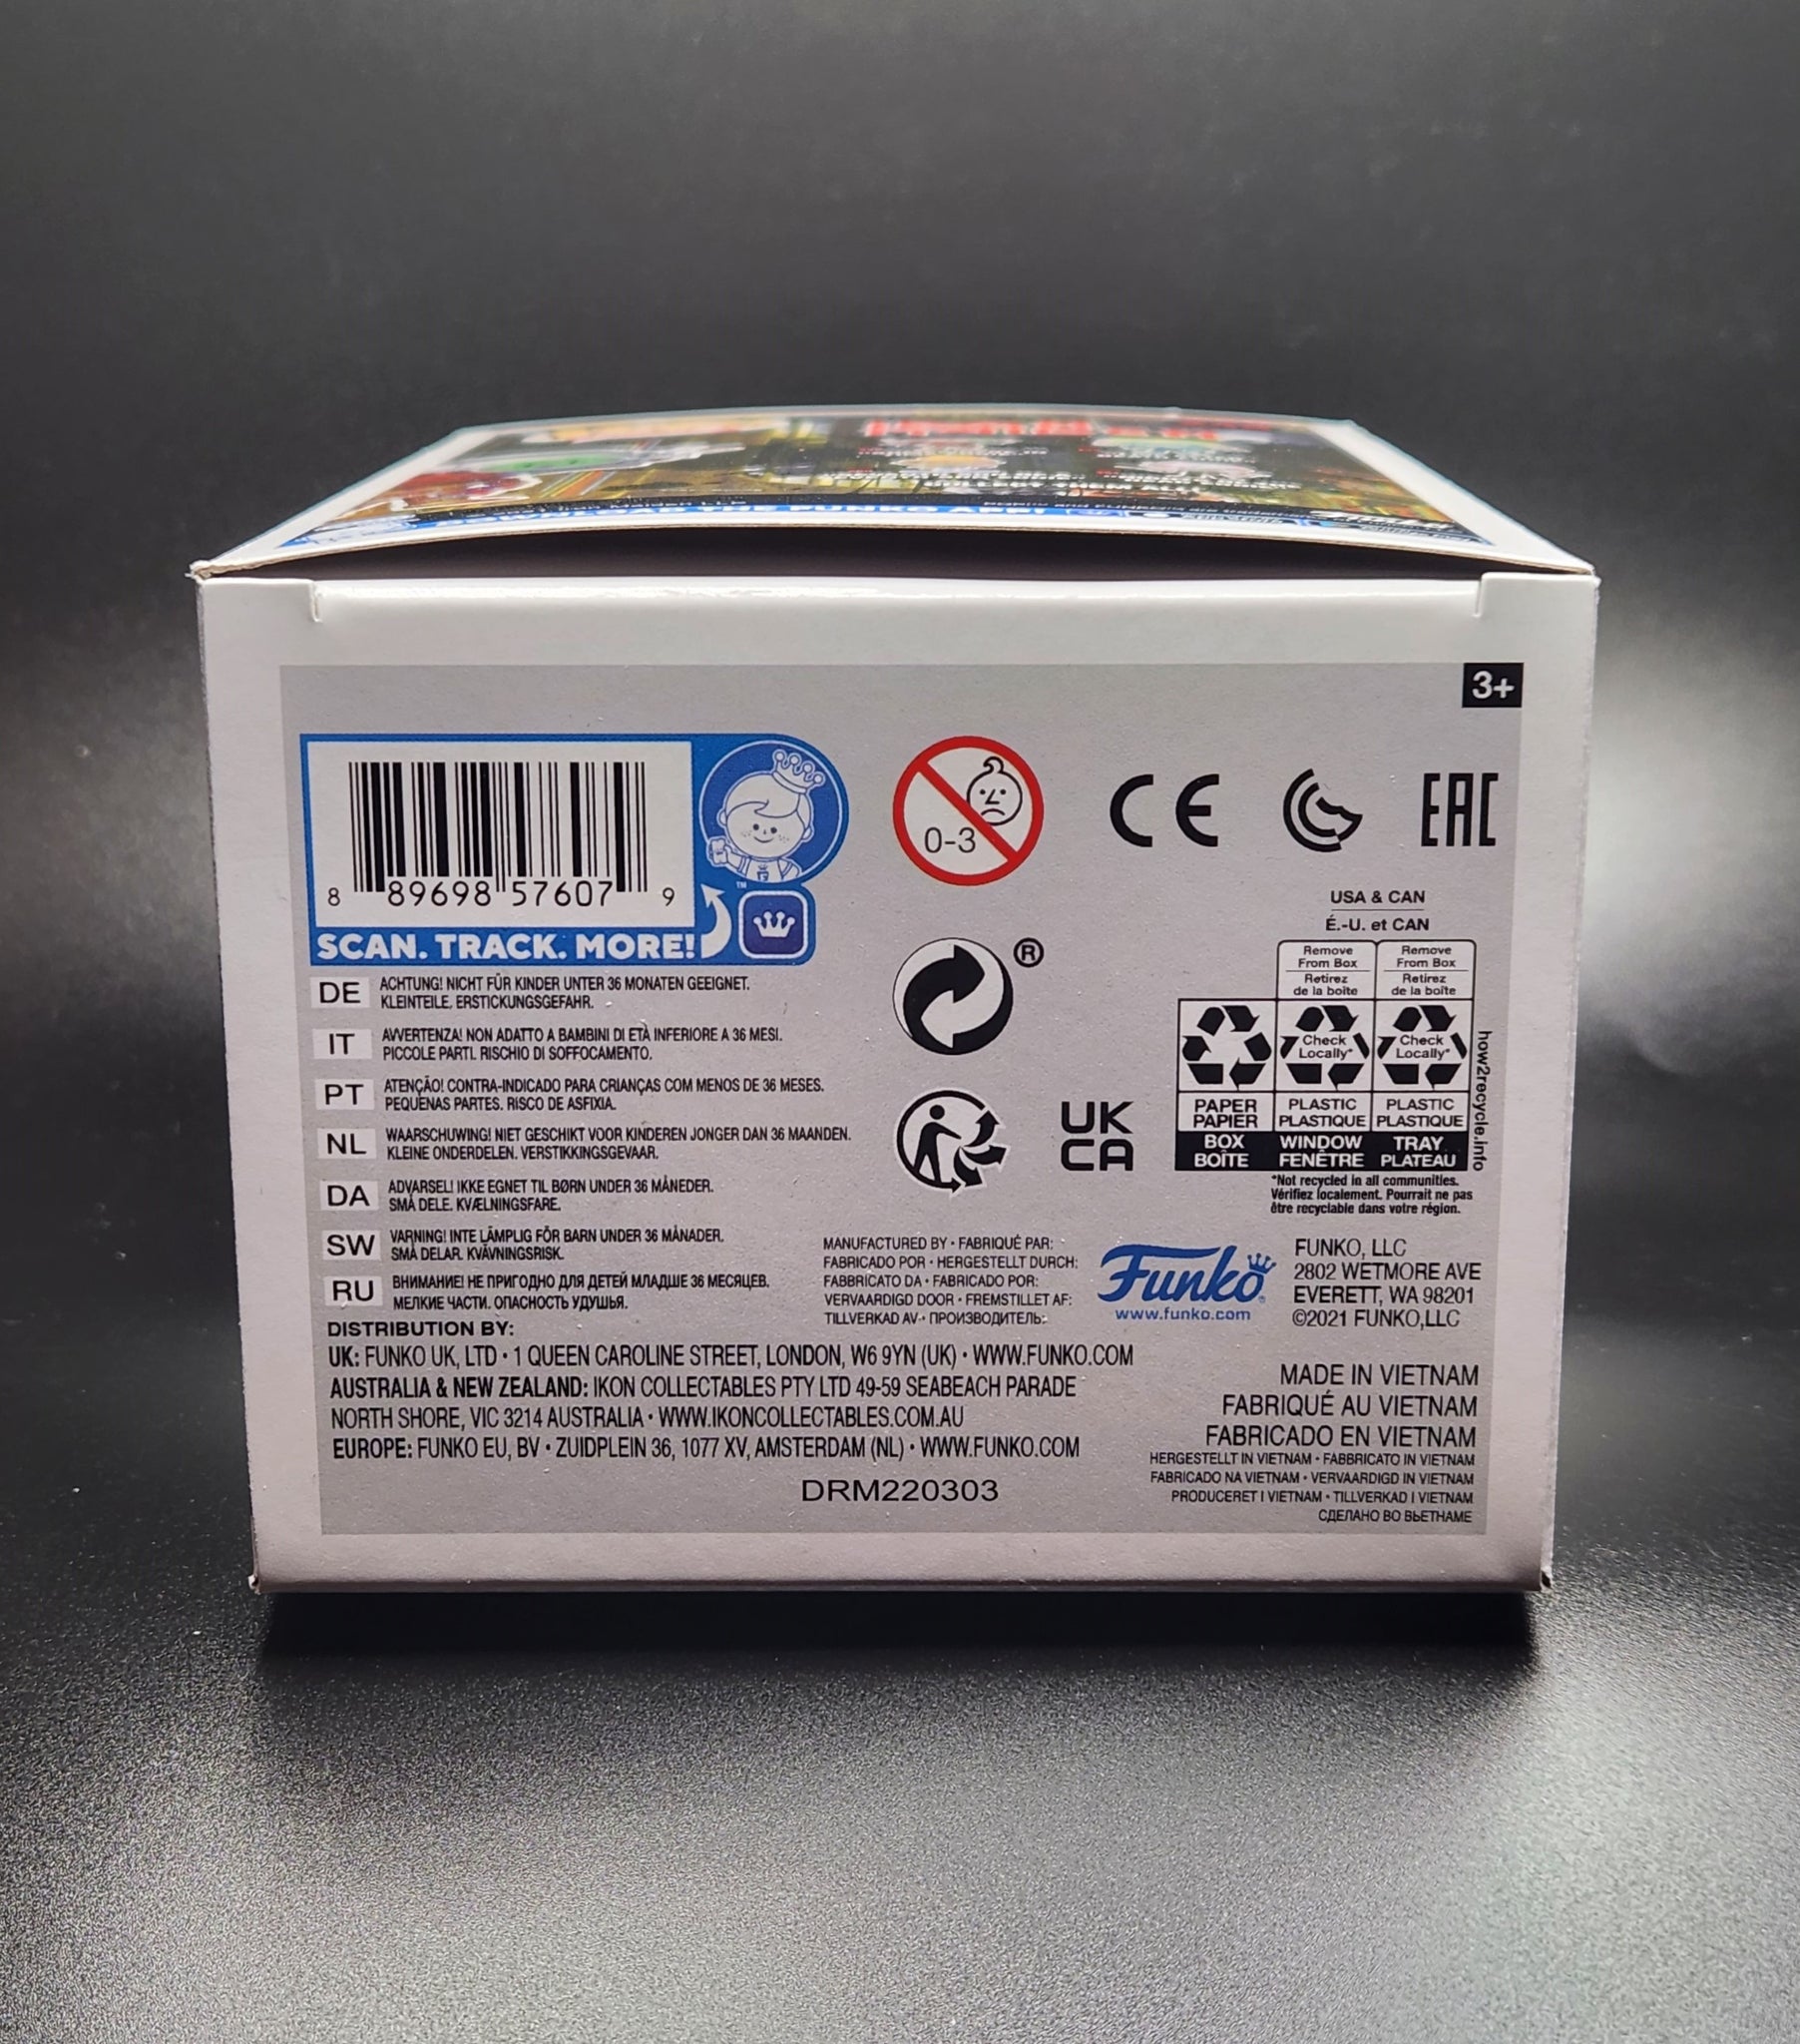 FUNKO APP!
3+
8 89698 57607 9
™
SCAN. TRACK. MORE!
0-3
CE
EAC
USA & CAN
É.-U. et CAN
Remove
From Box
Retirez
de la boîte
Remove
From Box
Retirez
de la boîte
®
Check
Locally*
Check
Locally*
PAPER
PAPIER
PLASTIC
PLASTIQUE
PLASTIC
PLASTIQUE
BOX
BOÎTE
WINDOW
FENÊTRE
TRAY
PLATEAU
how2recycle.info
*Not recycled in all communities.
Vérifiez localement. Pourrait ne pas
être recyclable dans votre région.
UK
CA
DE ACHTUNG! NICHT FÜR KINDER UNTER 36 MONATEN GEEIGNET.
KLEINTEILE. ERSTICKUNGSGEFAHR.
IT AVVERTENZA! NON ADATTO A BAMBINI DI ETÀ INFERIORE A 36 MESI.
PICCOLE PARTI. RISCHIO DI SOFFOCAMENTO.
PT ATENÇÃO! CONTRA-INDICADO PARA CRIANÇAS COM MENOS DE 36 MESES.
PEQUENAS PARTES. RISCO DE ASFIXIA.
NL WAARSCHUWING! NIET GESCHIKT VOOR KINDEREN JONGER DAN 36 MAANDEN.
KLEINE ONDERDELEN. VERSTIKKINGSGEVAAR.
DA ADVARSEL! IKKE EGNET TIL BØRN UNDER 36 MÅNEDER.
SMÅ DELE. KVÆLNINGSFARE.
SW VARNING! INTE LÄMPLIG FÖR BARN UNDER 36 MÅNADER.
SMÅ DELAR. KVÄVNINGSRISK.
RU ВНИМАНИЕ! НЕ ПРИГОДНО ДЛЯ ДЕТЕЙ МЛАДШЕ 36 МЕСЯЦЕВ.
МЕЛКИЕ ЧАСТИ. ОПАСНОСТЬ УДУШЬЯ.
MANUFACTURED BY • FABRIQUÉ PAR:
FABRICADO POR • HERGESTELLT DURCH:
FABBRICATO DA • FABRICADO POR:
VERVAARDIGD DOOR • FREMSTILLET AF:
TILLVERKAD AV • ПРОИЗВОДИТЕЛЬ:
Funko
www.funko.com
FUNKO, LLC
2802 WETMORE AVE
EVERETT, WA 98201
©2021 FUNKO,LLC
DISTRIBUTION BY:
UK: FUNKO UK, LTD • 1 QUEEN CAROLINE STREET, LONDON, W6 9YN (UK) • WWW.FUNKO.COM
AUSTRALIA & NEW ZEALAND: IKON COLLECTABLES PTY LTD 49-59 SEABEACH PARADE
NORTH SHORE, VIC 3214 AUSTRALIA • WWW.IKONCOLLECTABLES.COM.AU
EUROPE: FUNKO EU, BV • ZUIDPLEIN 36, 1077 XV, AMSTERDAM (NL) • WWW.FUNKO.COM
DRM220303
MADE IN VIETNAM
FABRIQUÉ AU VIETNAM
FABRICADO EN VIETNAM
HERGESTELLT IN VIETNAM • FABBRICATO IN VIETNAM
FABRICADO NA VIETNAM • VERVAARDIGD IN VIETNAM
PRODUCERET I VIETNAM • TILLVERKAD I VIETNAM
СДЕЛАНО ВО ВЬЕТНАМЕ